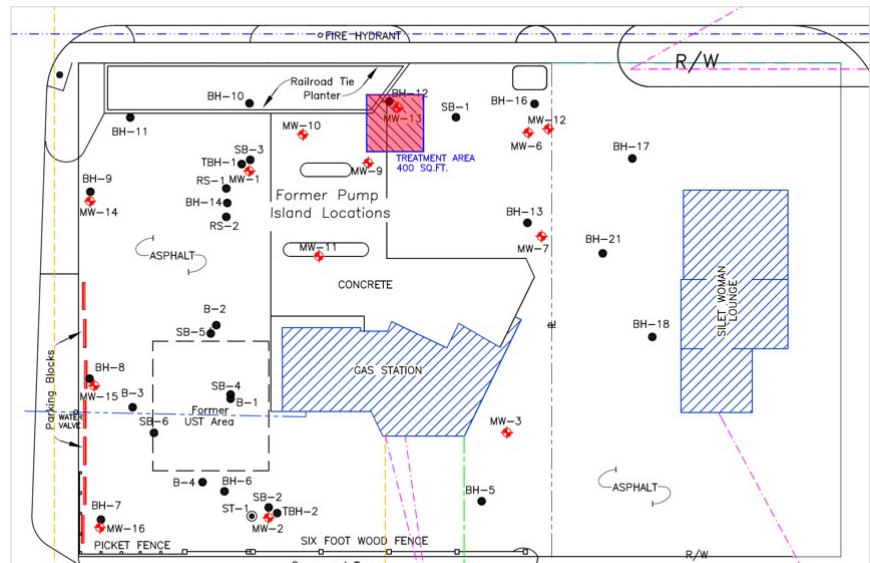 FIRE HYDRANT
R/W
Railroad Tie
Planter
BH-10
BH-12
MW-13
SB-1
BH-16
BH-11
MW-10
MW-12
MW-6
SB-3
TBH-1
MW-1
MW-9
TREATMENT AREA
400 SQ.FT.
BH-17
BH-9
MW-14
RS-1
BH-14
RS-2
Former Pump
Island Locations
BH-13
MW-7
MW-11
BH-21
ASPHALT
CONCRETE
SILET WOMAN
LOUNGE
B-2
SB-5
BH-18
Parking Blocks
BH-8
MW-15
B-3
SB-4
B-1
GAS STATION
WATER
VALVE
Former
UST Area
SB-6
MW-3
B-4
BH-6
BH-5
ASPHALT
SB-2
ST-1
TBH-2
MW-2
BH-7
MW-16
PICKET FENCE
SIX FOOT WOOD FENCE
R/W